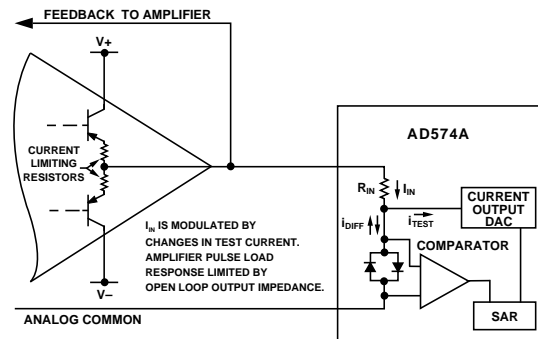 FEEDBACK TO AMPLIFIER
V+
CURRENT
LIMITING
RESISTORS
V–
IIN IS MODULATED BY
CHANGES IN TEST CURRENT.
AMPLIFIER PULSE LOAD
RESPONSE LIMITED BY
OPEN LOOP OUTPUT IMPEDANCE.
ANALOG COMMON
AD574A
RIN
IIN
iDIFF
iTEST
CURRENT
OUTPUT
DAC
COMPARATOR
SAR